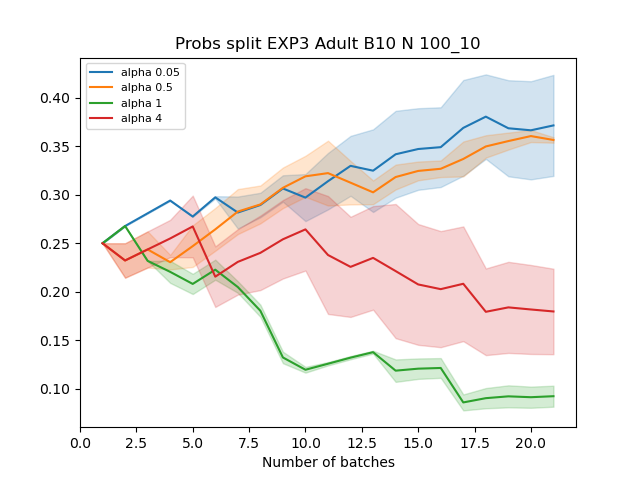 Probs split EXP3 Adult B10 N 100_10
alpha 0.05
alpha 0.5
alpha 1
alpha 4
0.40
0.35
0.30
0.25
0.20
0.15
0.10
0.0 2.5 5.0 7.5 10.0 12.5 15.0 17.5 20.0
Number of batches